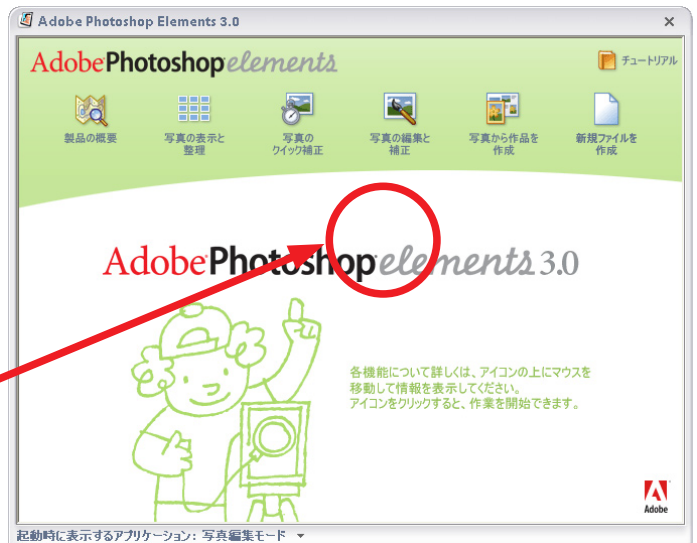 Adobe Photoshop Elements 3.0
Adobe Photoshop elements
チュートリアル
製品の概要
写真の表示と
整理
写真の
クイック補正
写真の編集と
補正
写真から作品を
作成
新規ファイルを
作成
Adobe Photoshop elements 3.0
各機能について詳しくは、アイコンの上にマウスを
移動して情報を表示してください。
アイコンをクリックすると、作業を開始できます。
Adobe
起動時に表示するアプリケーション: 写真編集モード